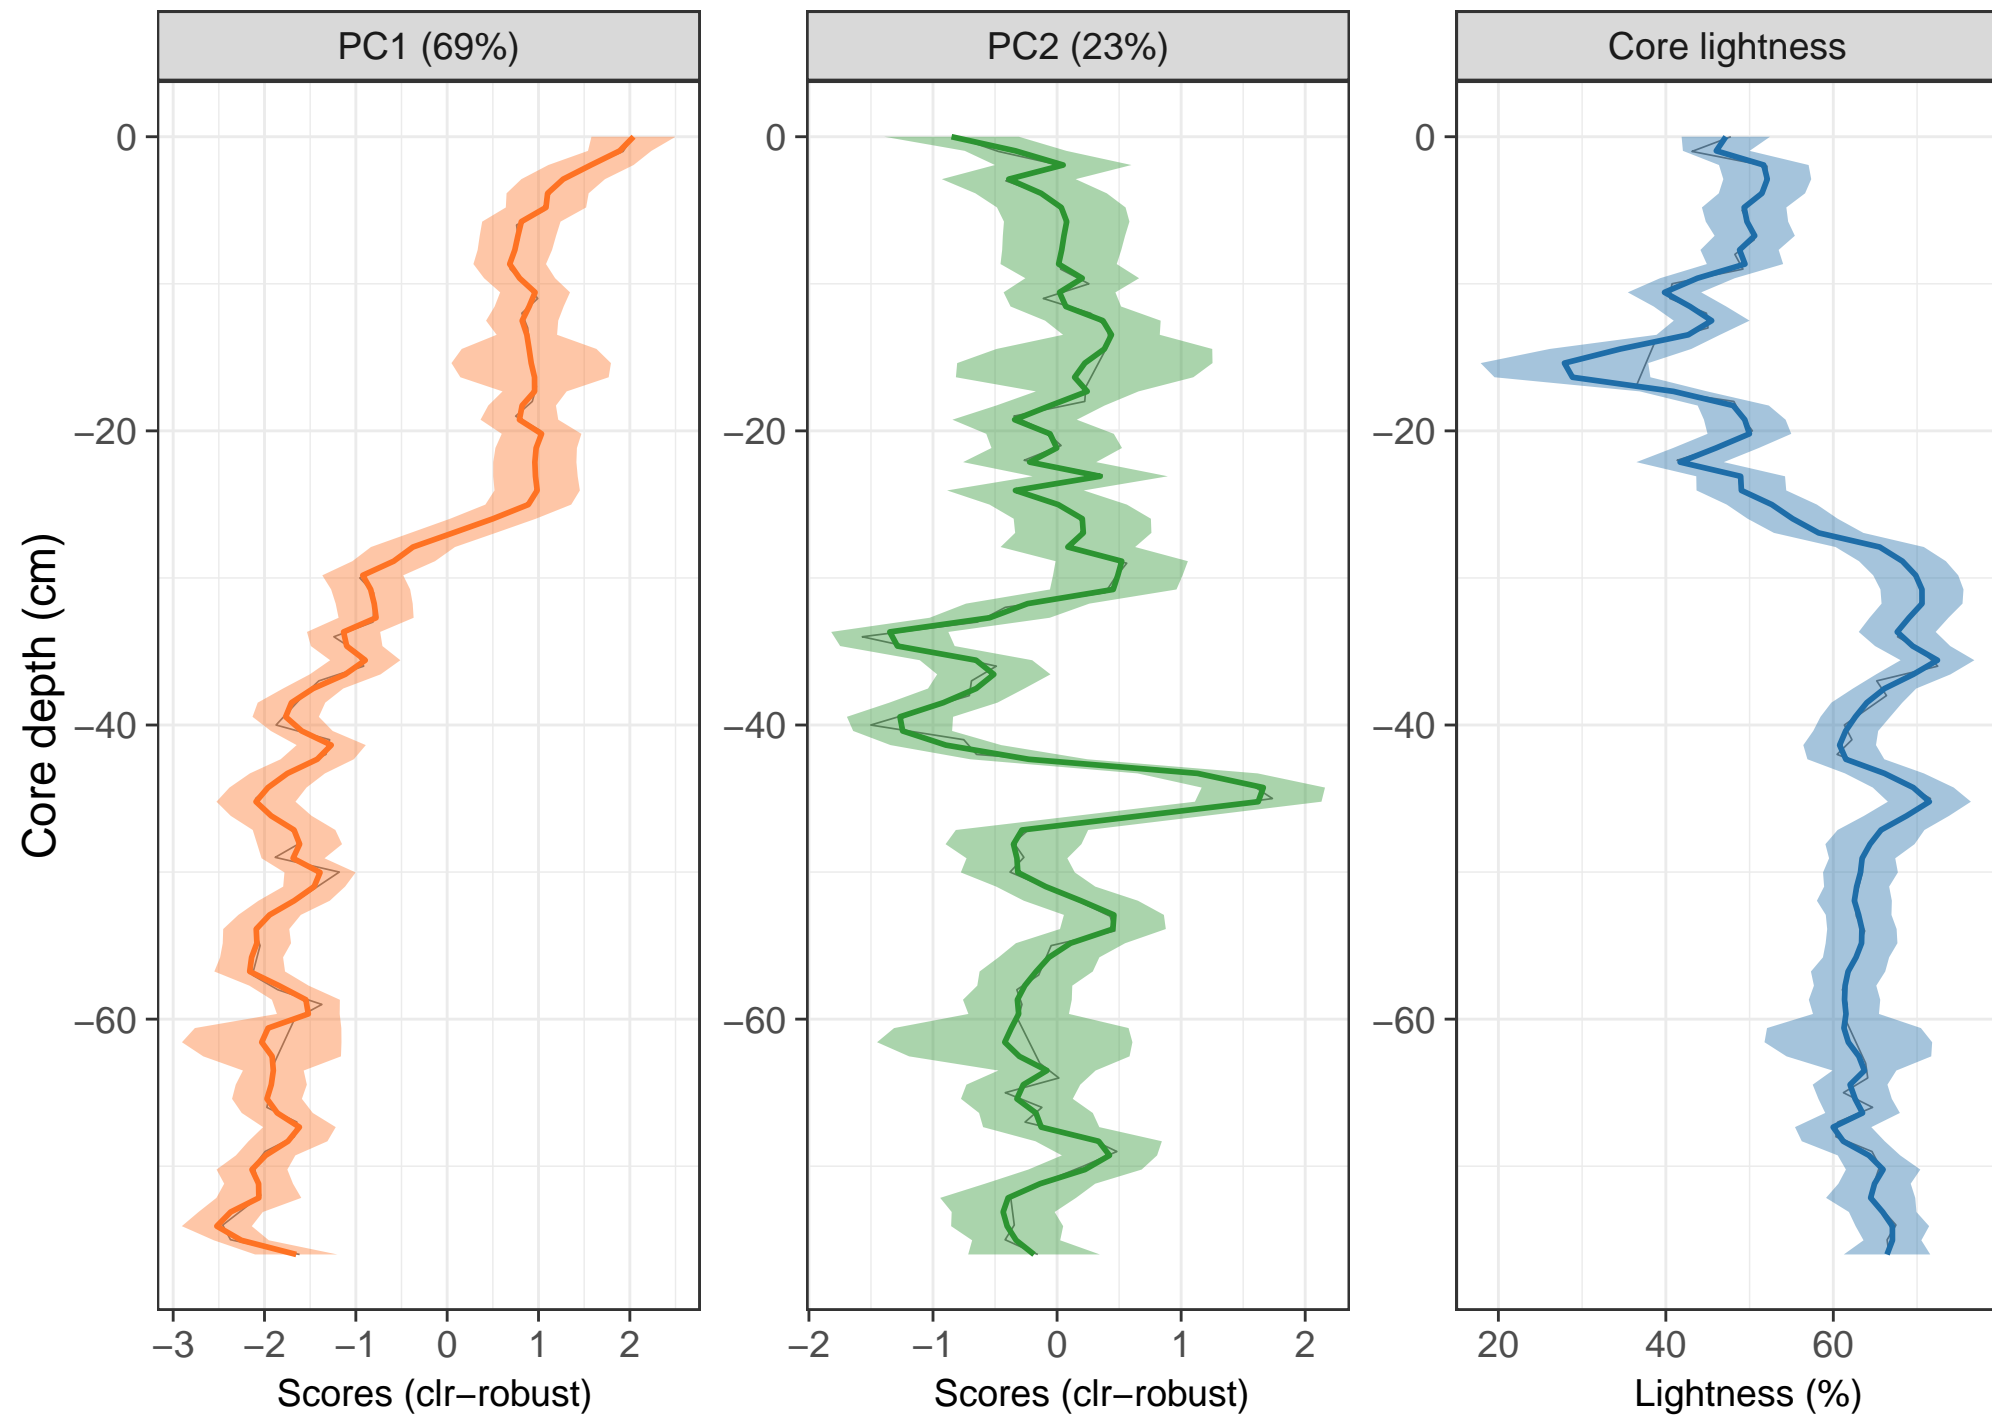 PC1 (69%) PC2 (23%) Core lightness
0 0 0
−20 −20 −20
Core depth (cm)
−40 −40 −40
−60 −60 −60
−3 −2 −1 0 1 2 −2 −1 0 1 2 20 40 60
Scores (clr−robust) Scores (clr−robust) Lightness (%)